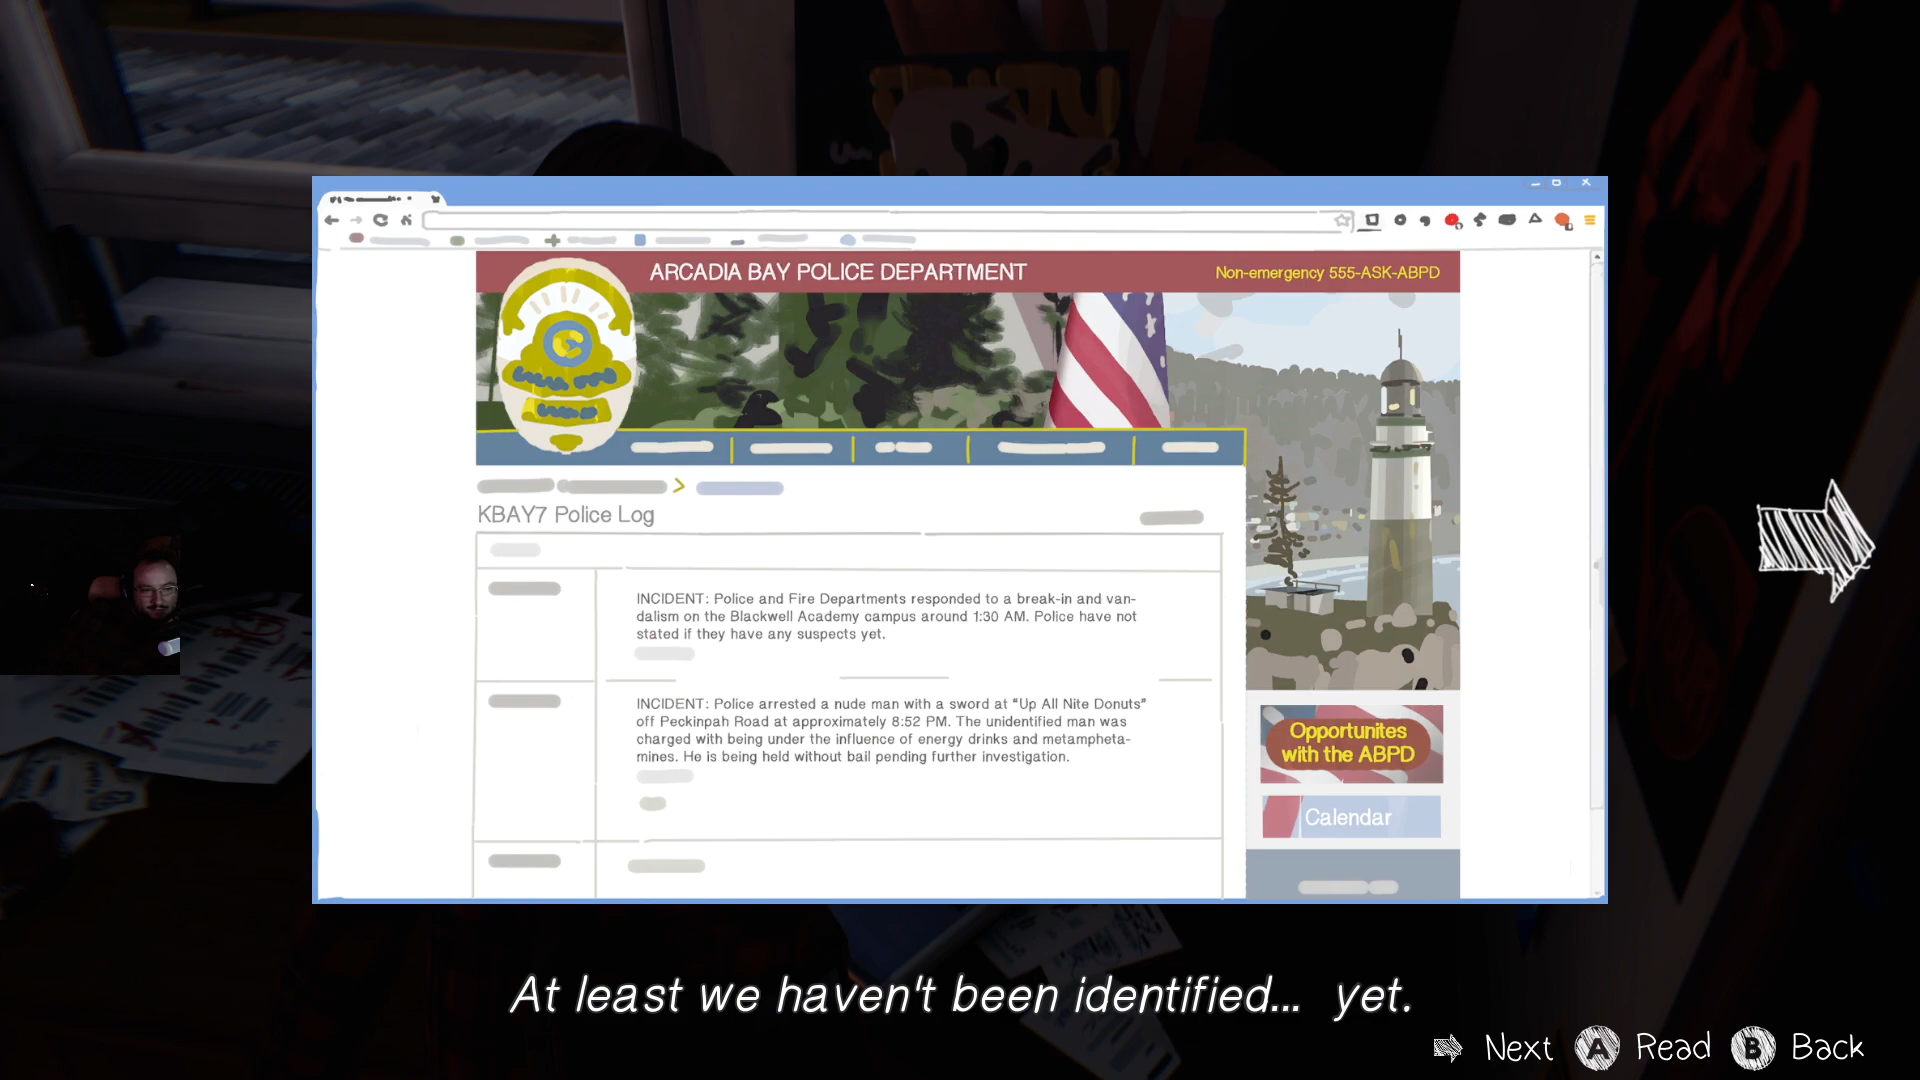 ARCADIA BAY POLICE DEPARTMENT
Non-emergency 555-ASK-ABPD
KBAY7 Police Log
INCIDENT: Police and Fire Departments responded to a break-in and van-
dalism on the Blackwell Academy campus around 1:30 AM. Police have not
stated if they have any suspects yet.
INCIDENT: Police arrested a nude man with a sword at “Up All Nite Donuts”
off Peckinpah Road at approximately 8:52 PM. The unidentified man was
charged with being under the influence of energy drinks and metampheta-
mines. He is being held without bail pending further investigation.
Opportunites
with the ABPD
Calendar
At least we haven't been identified... yet.
Next A Read B Back